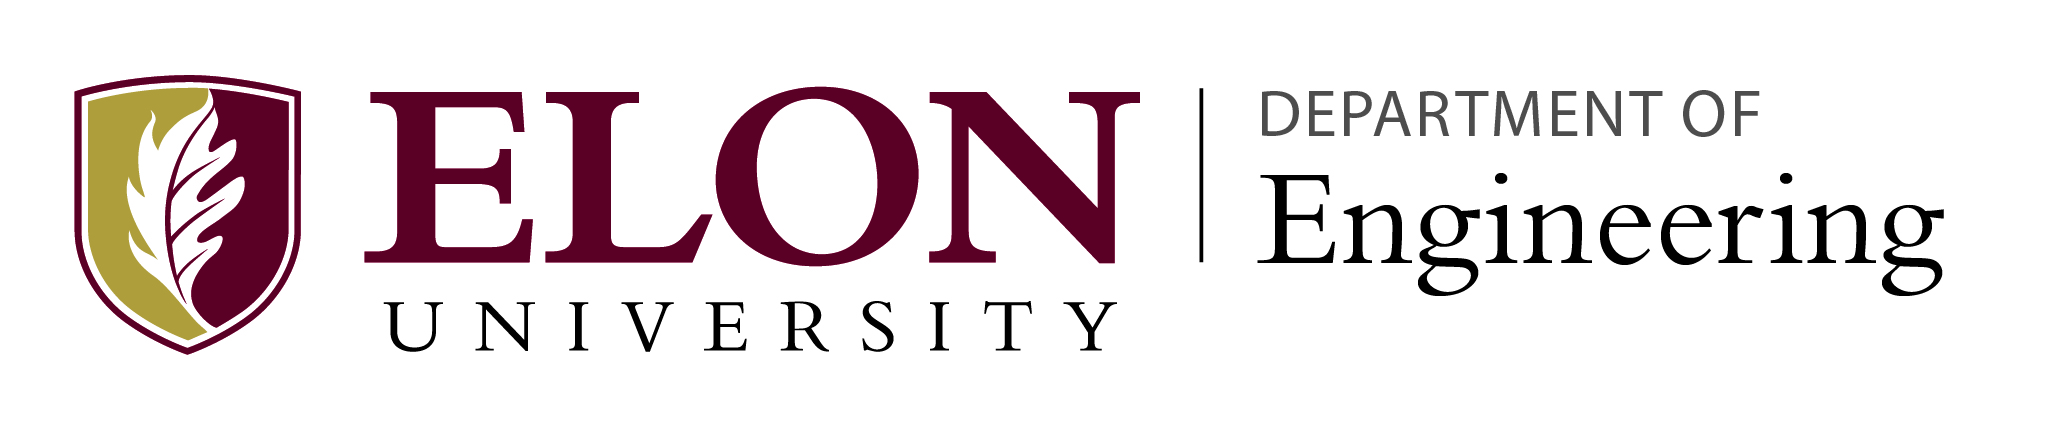 ELON
UNIVERSITY
DEPARTMENT OF
Engineering